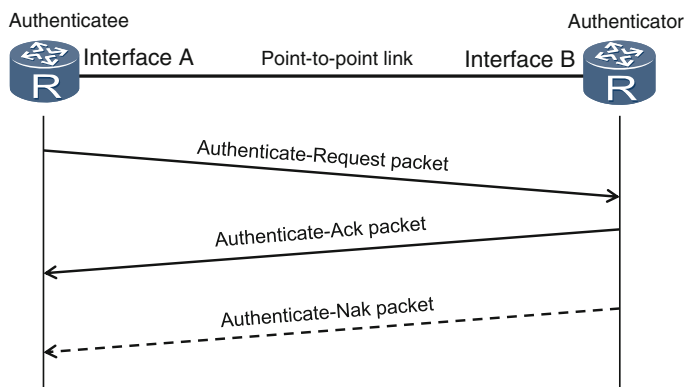 Authenticatee
Authenticator
Interface A
Point-to-point link
Interface B
R
R
Authenticate-Request packet
Authenticate-Ack packet
Authenticate-Nak packet